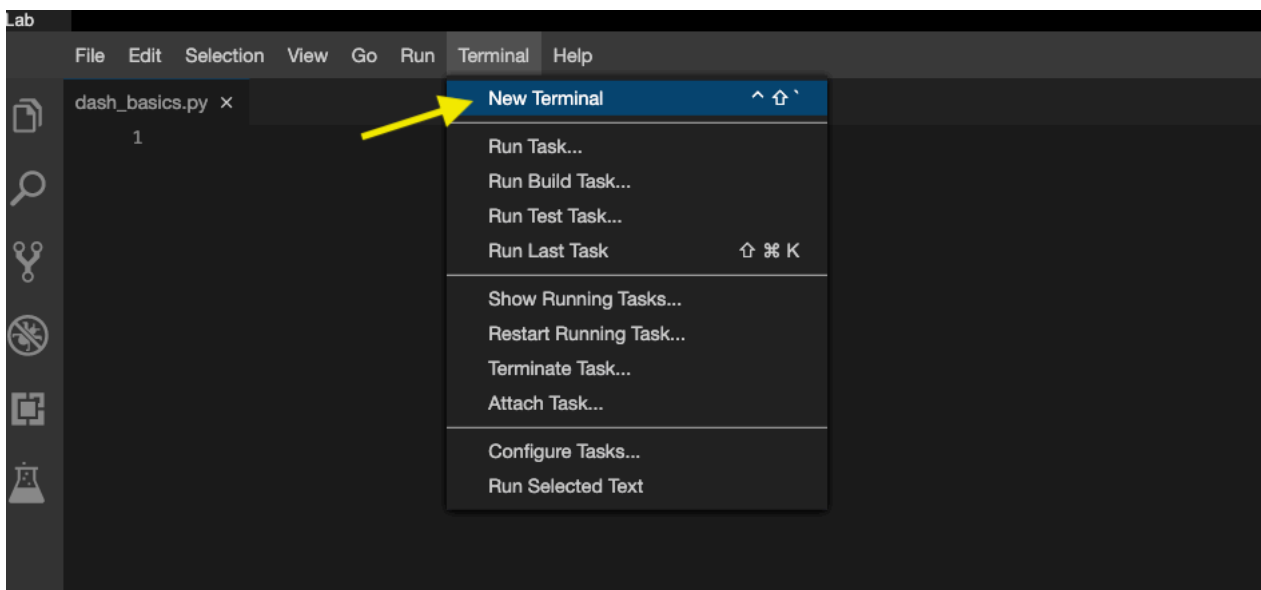 Lab
File Edit Selection View Go Run Terminal Help
dash_basics.py ×
1
New Terminal ^ ⇧ `
Run Task...
Run Build Task...
Run Test Task...
Run Last Task ⇧ ⌘ K
Show Running Tasks...
Restart Running Task...
Terminate Task...
Attach Task...
Configure Tasks...
Run Selected Text